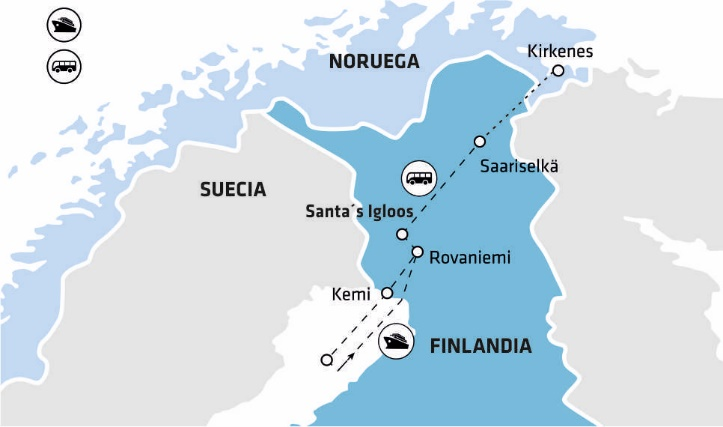 Kirkenes
NORUEGA
Saariselkä
SUECIA
Santa´s Igloos
Rovaniemi
Kemi
FINLANDIA